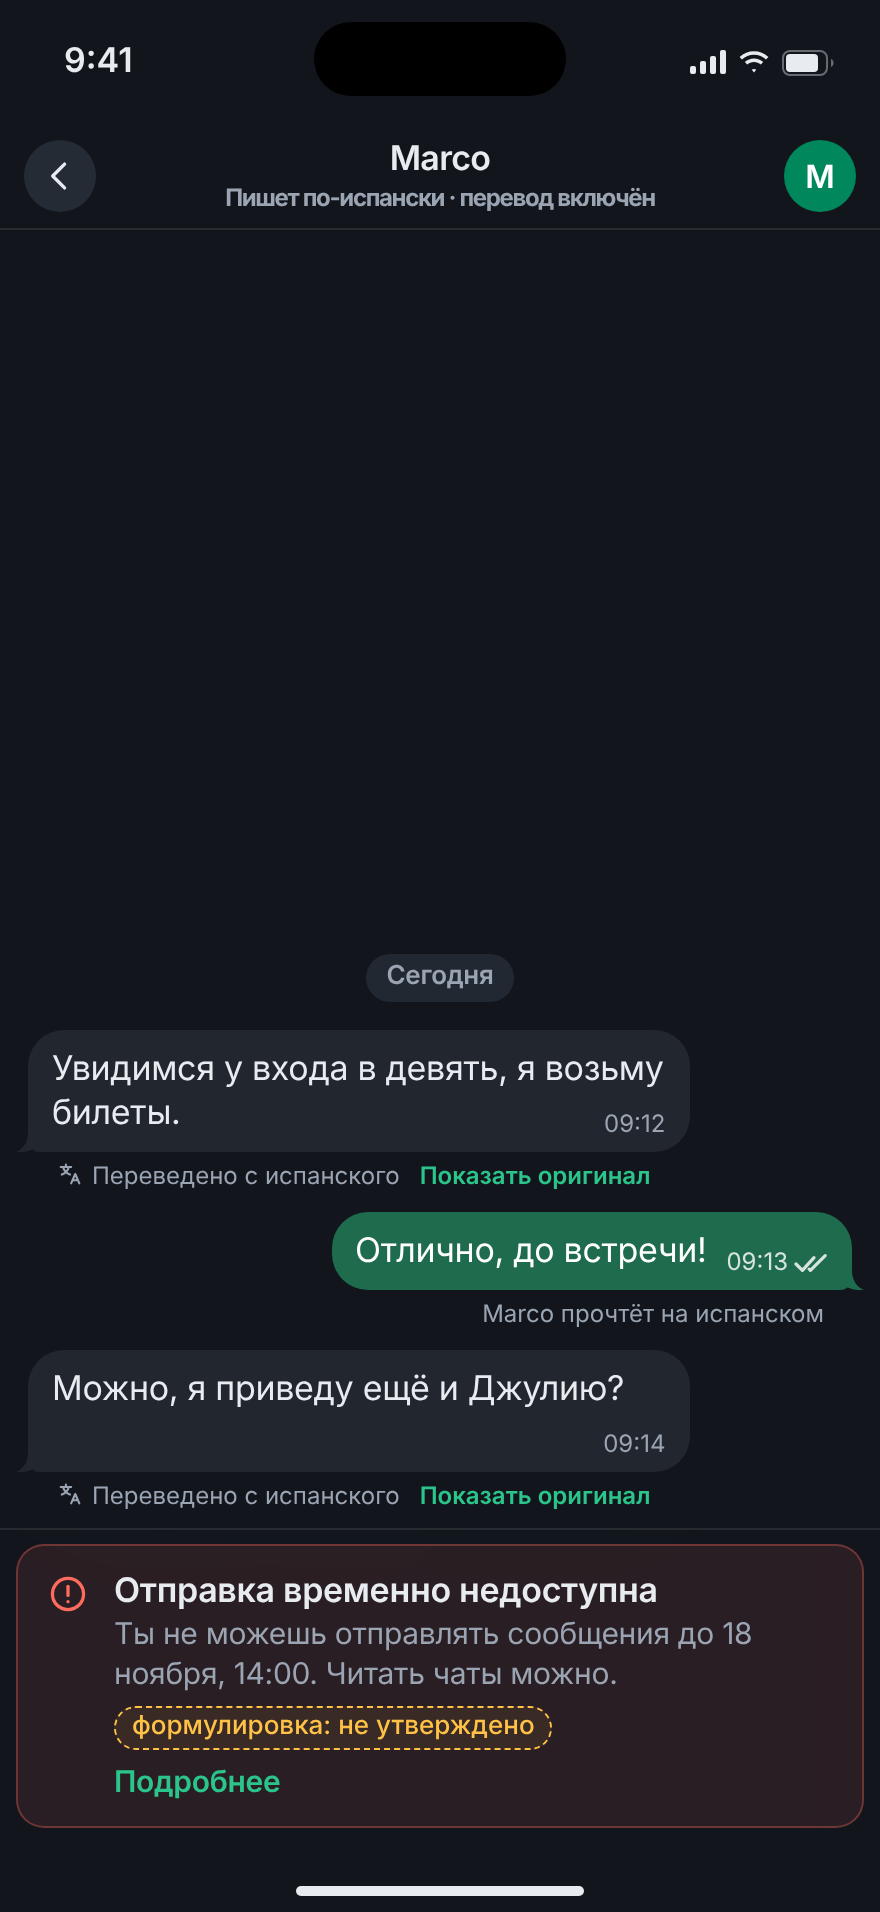 9:41
Marco
Пишет по-испански · перевод включён
M
Сегодня
Увидимся у входа в девять, я возьму
билеты.
09:12
Переведено с испанского Показать оригинал
Отлично, до встречи! 09:13
Marco прочтёт на испанском
Можно, я приведу ещё и Джулию?
09:14
Переведено с испанского Показать оригинал
Отправка временно недоступна
Ты не можешь отправлять сообщения до 18
ноября, 14:00. Читать чаты можно.
формулировка: не утверждено
Подробнее